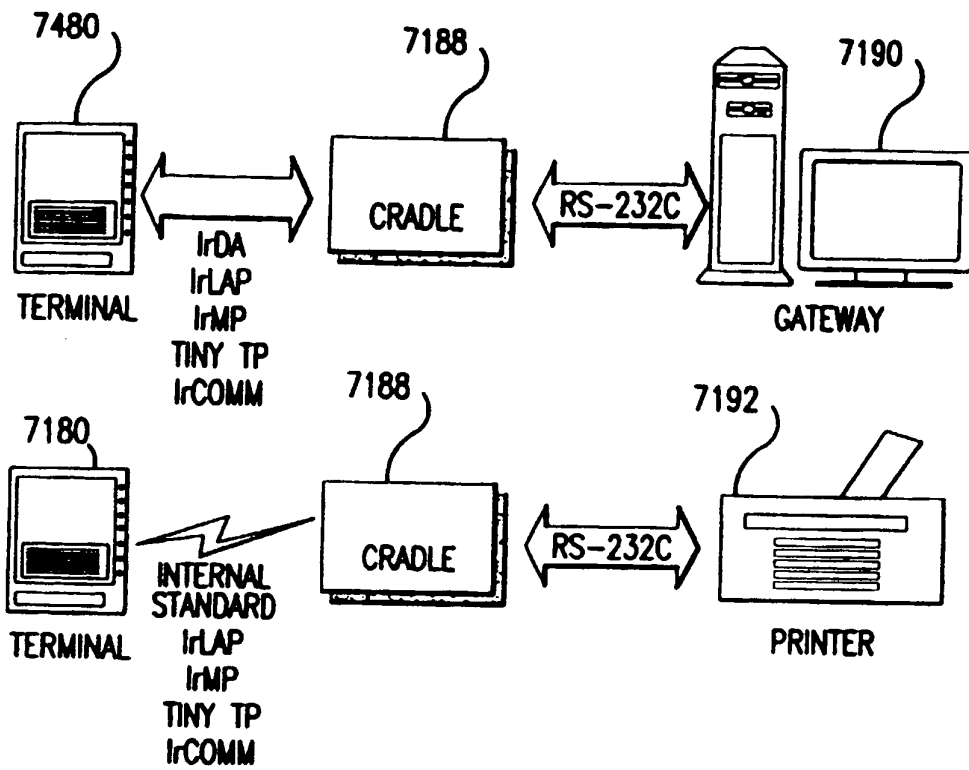 7480
7188
7190
CRADLE
RS-232C
IrDA
IrLAP
IrMP
TINY TP
IrCOMM
TERMINAL
GATEWAY
7180
7188
7192
CRADLE
RS-232C
INTERNAL
STANDARD
IrLAP
IrMP
TINY TP
IrCOMM
TERMINAL
PRINTER